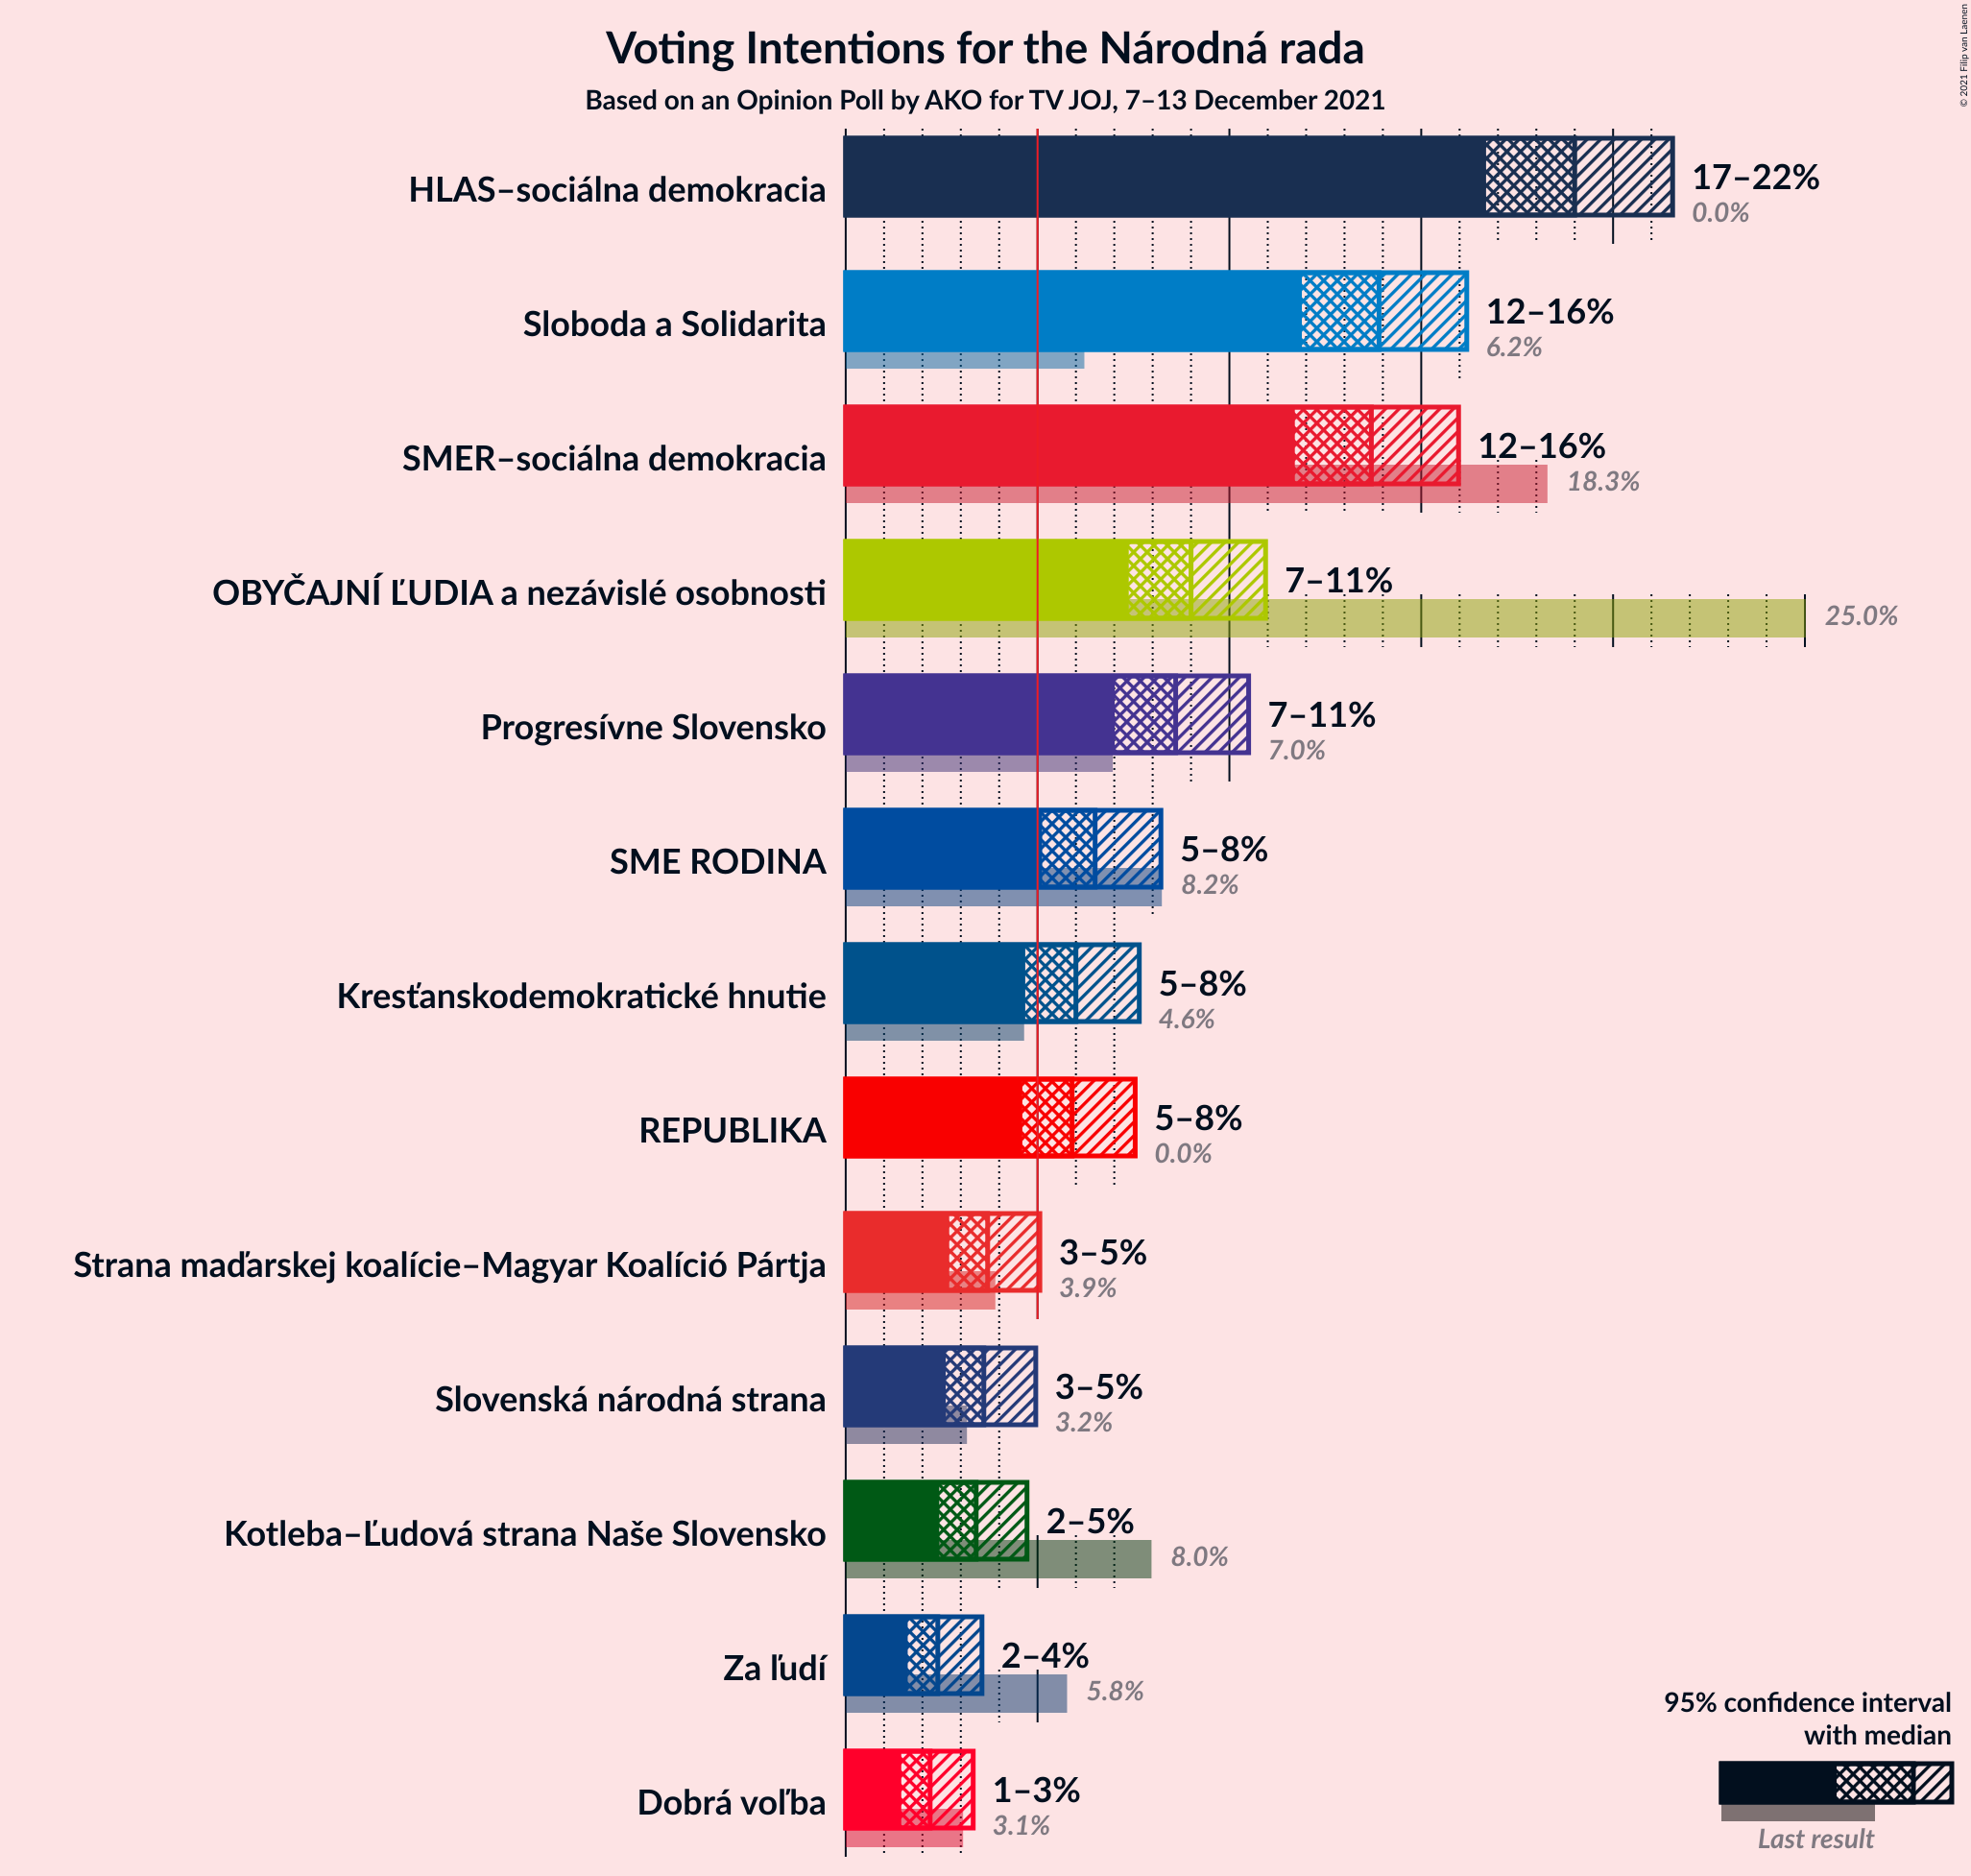 Voting Intentions for the Národná rada
Based on an Opinion Poll by AKO for TV JOJ, 7–13 December 2021
© 2021 Filip van Laenen
HLAS–sociálna demokracia
17–22%
0.0%
Sloboda a Solidarita
12–16%
6.2%
SMER–sociálna demokracia
12–16%
18.3%
OBYČAJNÍ ĽUDIA a nezávislé osobnosti
7–11%
25.0%
Progresívne Slovensko
7–11%
7.0%
SME RODINA
5–8%
8.2%
Kresťanskodemokratické hnutie
5–8%
4.6%
REPUBLIKA
5–8%
0.0%
Strana maďarskej koalície–Magyar Koalíció Pártja
3–5%
3.9%
Slovenská národná strana
3–5%
3.2%
Kotleba–Ľudová strana Naše Slovensko
2–5%
8.0%
Za ľudí
2–4%
5.8%
Dobrá voľba
1–3%
3.1%
95% confidence interval
with median
Last result